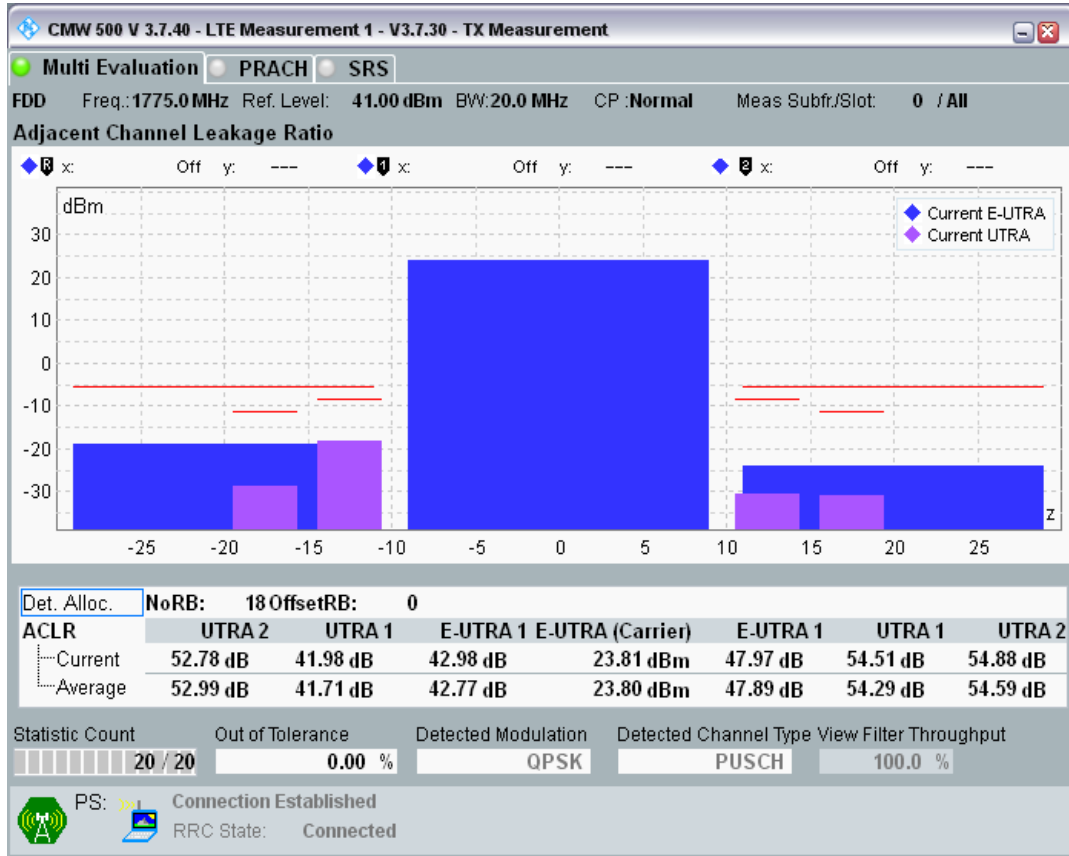 CMW 500 V 3.7.40 - LTE Measurement 1 - V3.7.30 - TX Measurement
Multi Evaluation PRACH SRS
FDD Freq.: 1775.0 MHz Ref. Level: 41.00 dBm BW: 20.0 MHz CP : Normal Meas Subfr./Slot: 0 / All
Adjacent Channel Leakage Ratio
R x: Off y: --- 1 x: Off y: --- 2 x: Off y: ---
dBm
Current E-UTRA
Current UTRA
30
20
10
0
-10
-20
-30
z
-25 -20 -15 -10 -5 0 5 10 15 20 25
Det. Alloc. NoRB: 18 OffsetRB: 0
ACLR UTRA 2 UTRA 1 E-UTRA 1 E-UTRA (Carrier) E-UTRA 1 UTRA 1 UTRA 2
Current 52.78 dB 41.98 dB 42.98 dB 23.81 dBm 47.97 dB 54.51 dB 54.88 dB
Average 52.99 dB 41.71 dB 42.77 dB 23.80 dBm 47.89 dB 54.29 dB 54.59 dB
Statistic Count Out of Tolerance Detected Modulation Detected Channel Type View Filter Throughput
20 / 20 0.00 % QPSK PUSCH 100.0 %
PS: Connection Established
RRC State: Connected